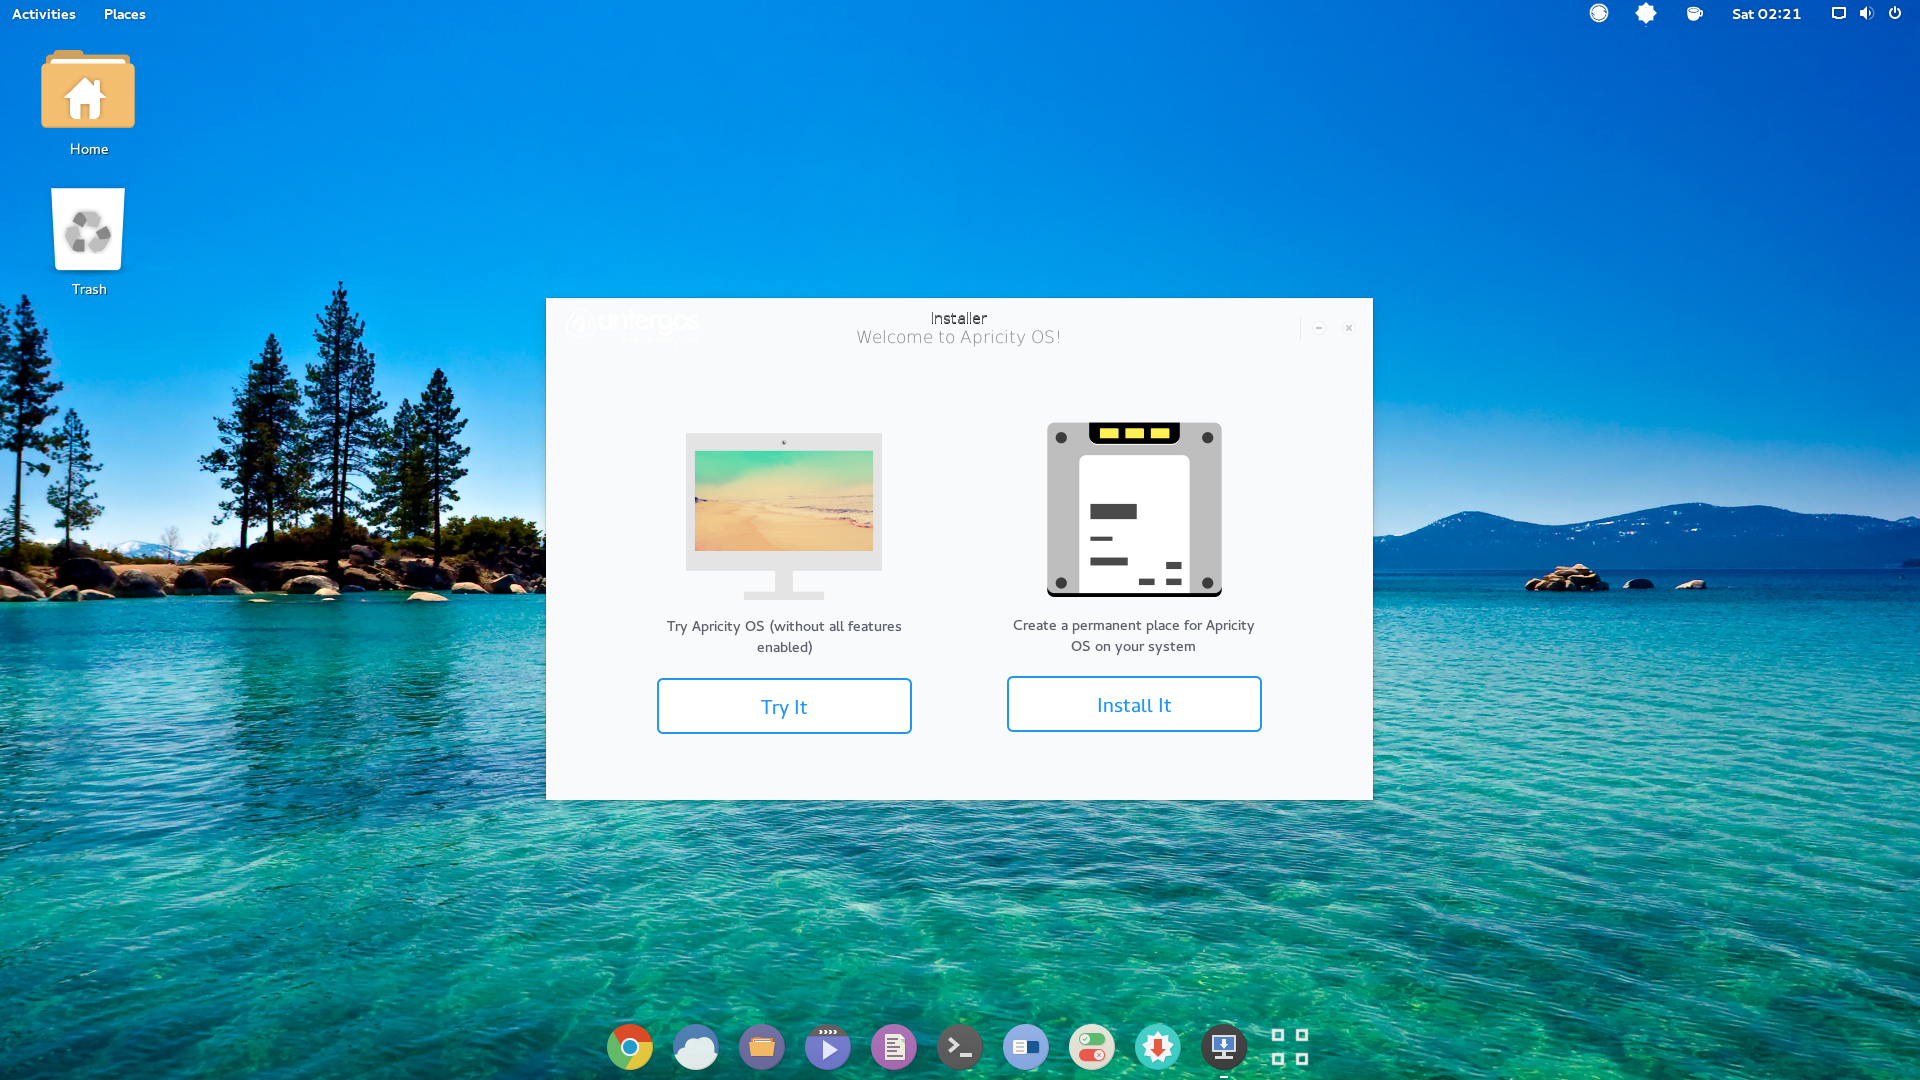 Activities Places Sat 02:21
Home
Trash
antergos
Installer
Welcome to Apricity OS!
Try Apricity OS (without all features
enabled)
Create a permanent place for Apricity
OS on your system
Try It
Install It